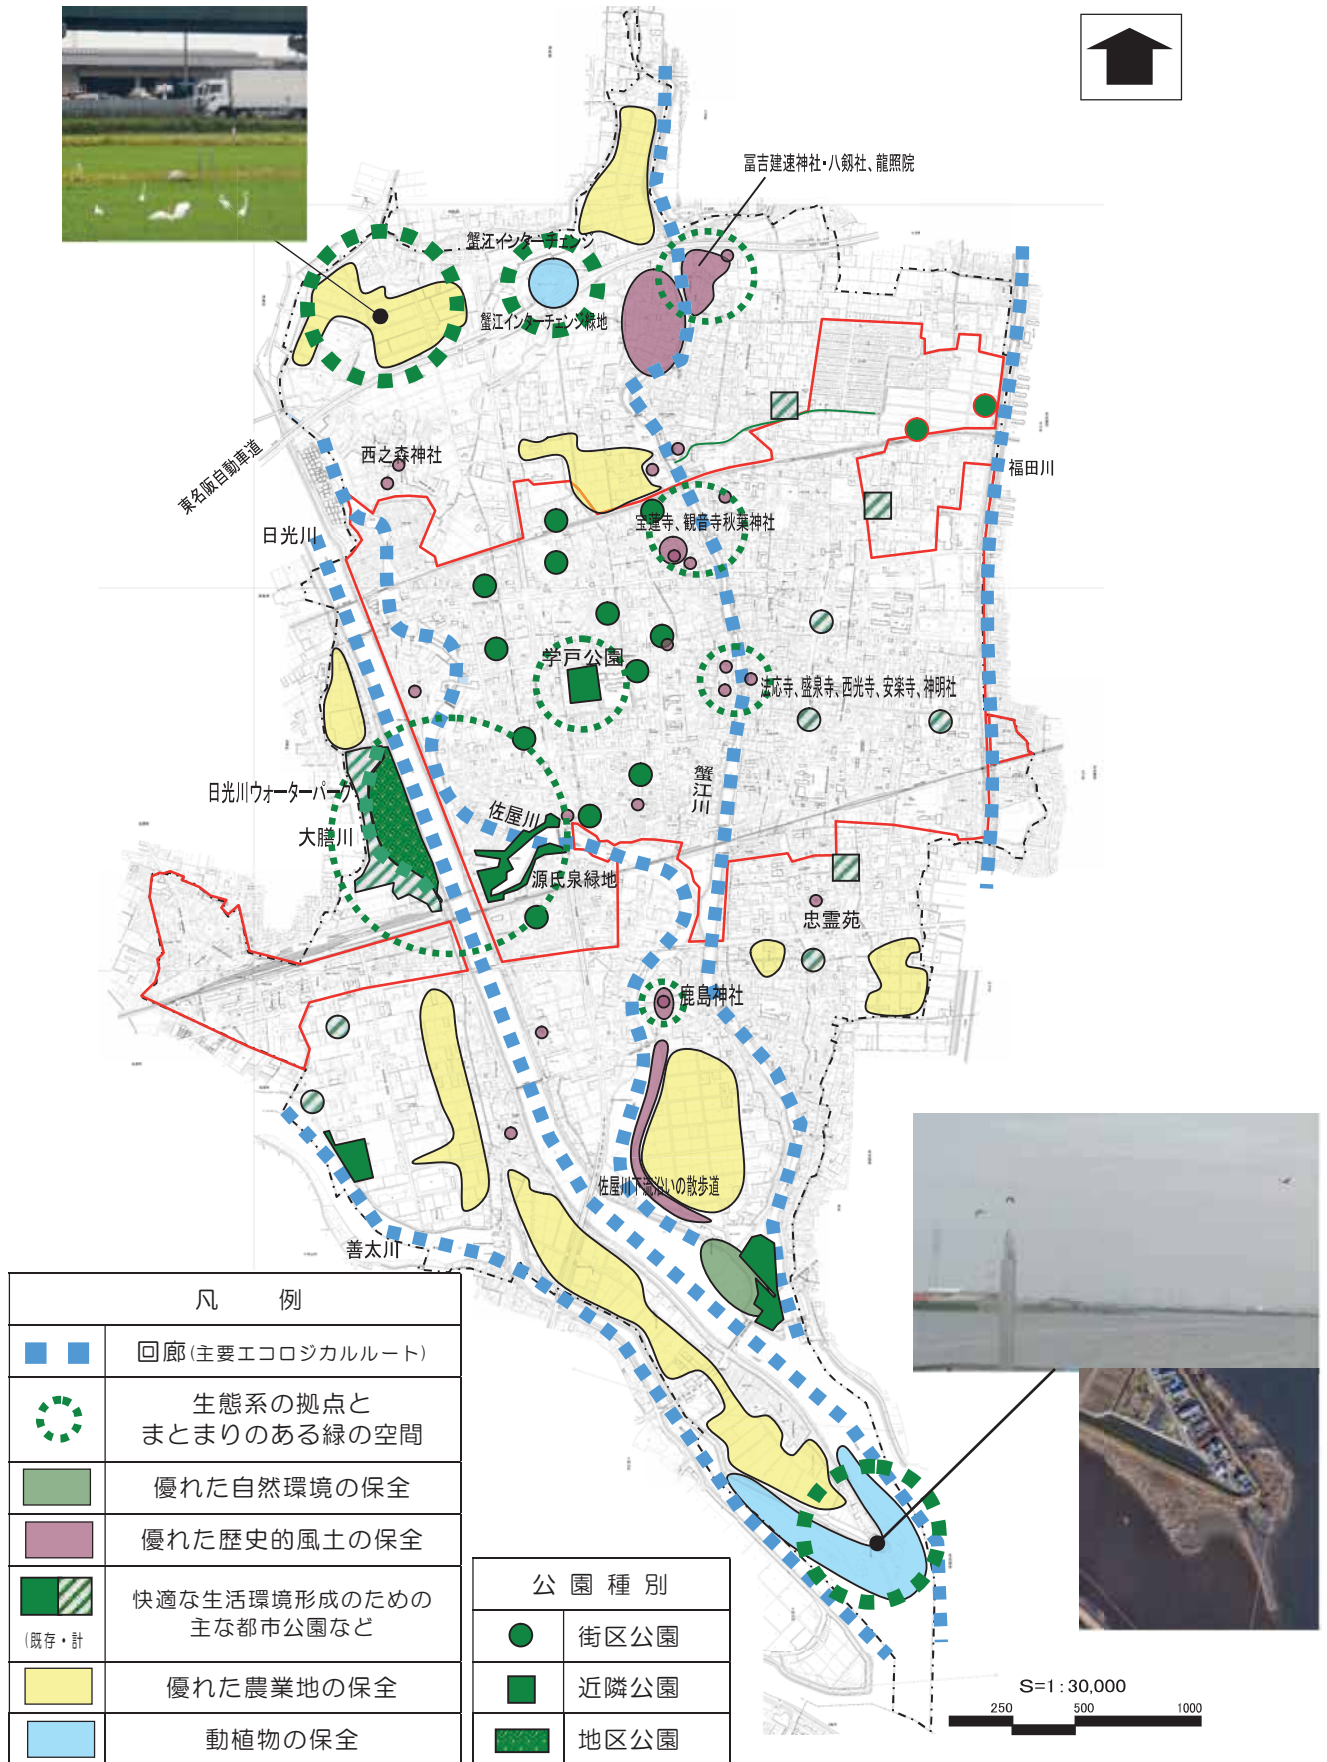 冨吉建速神社・八剱社、龍照院
蟹江インターチェンジ
蟹江インターチェンジ緑地
西之森神社
東名阪自動車道
福田川
日光川
宝蓮寺、観音寺秋葉神社
学戸公園
法応寺、盛泉寺、西光寺、安楽寺、神明社
蟹江川
日光川ウォーターパーク
佐屋川
大膳川
源氏泉緑地
忠霊苑
鹿島神社
佐屋川下流沿いの散歩道
善太川
凡 例
回廊(主要エコロジカルルート)
生態系の拠点と
まとまりのある緑の空間
優れた自然環境の保全
優れた歴史的風土の保全
快適な生活環境形成のための
主な都市公園など
(既存・計
優れた農業地の保全
動植物の保全
公園種別
街区公園
近隣公園
地区公園
S=1:30,000
250 500 1000